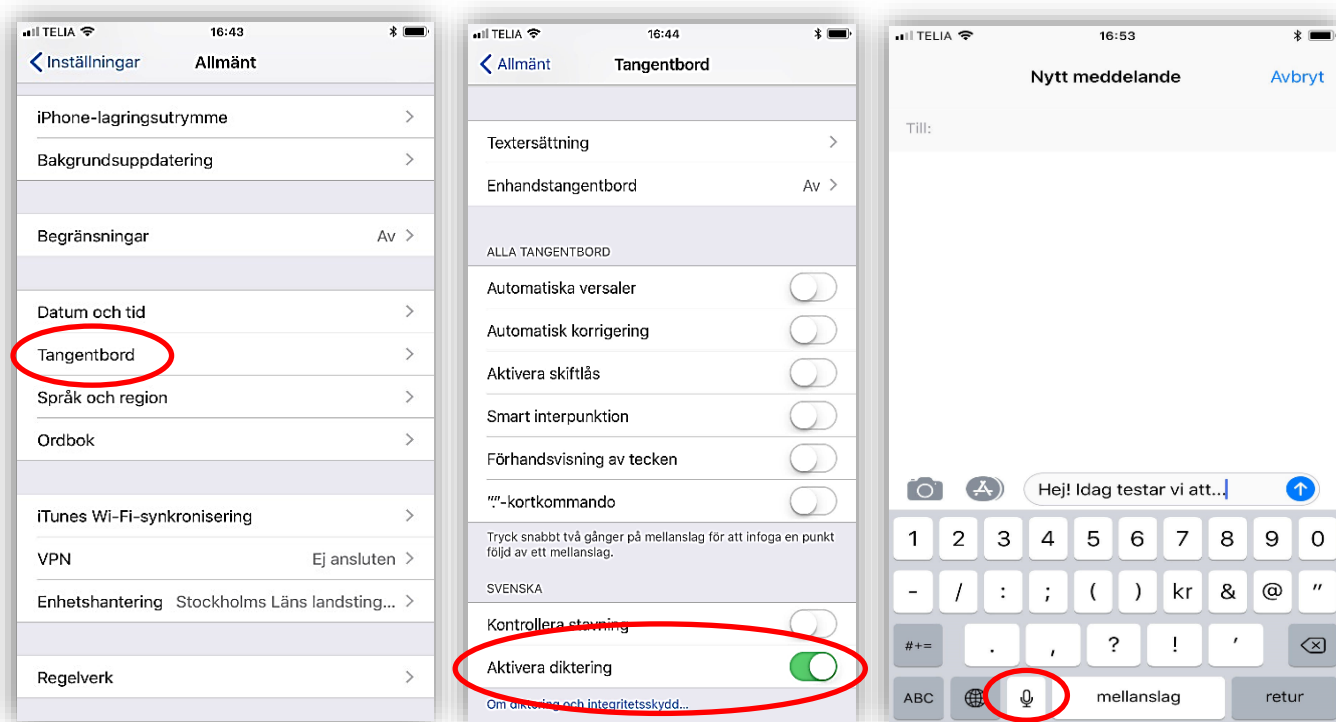 TELIA 16:43
Inställningar Allmänt
iPhone-lagringsutrymme
Bakgrundsuppdatering
Begränsningar Av
Datum och tid
Tangentbord
Språk och region
Ordbok
iTunes Wi-Fi-synkronisering
VPN Ej ansluten
Enhetshantering Stockholms Läns landsting...
Regelverk
TELIA 16:44
Allmänt Tangentbord
Textersättning
Enhandstangentbord Av
ALLA TANGENTBORD
Automatiska versaler
Automatisk korrigering
Aktivera skiftlås
Smart interpunktion
Förhandsvisning av tecken
"."-kortkommando
Tryck snabbt två gånger på mellanslag för att infoga en punkt
följd av ett mellanslag.
SVENSKA
Kontrollera stavning
Aktivera diktering
Om diktering och integritetsskydd...
TELIA 16:53
Nytt meddelande Avbryt
Till:
Hej! Idag testar vi att...
1 2 3 4 5 6 7 8 9 0
- / : ; ( ) kr & @ "
#+= . , ? ! '
ABC mellanslag retur